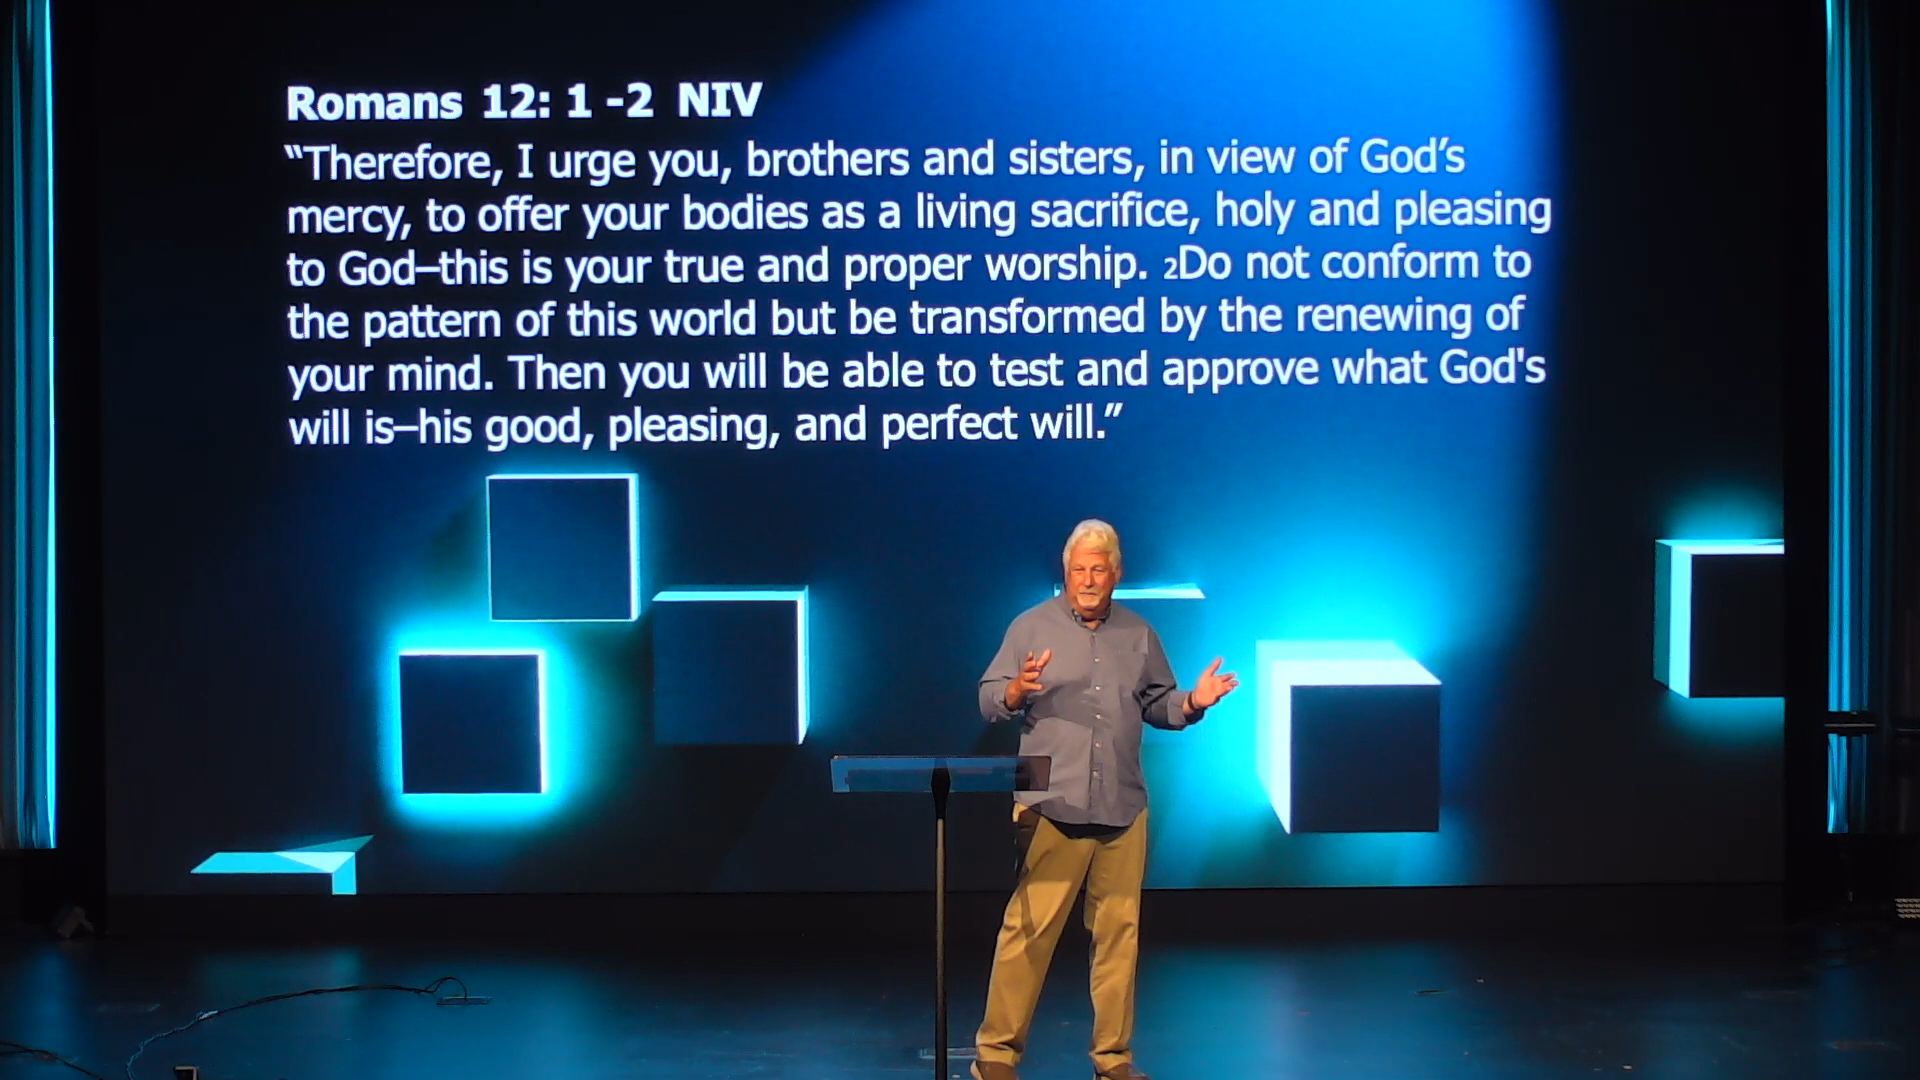 Romans 12: 1 -2 NIV
“Therefore, I urge you, brothers and sisters, in view of God’s
mercy, to offer your bodies as a living sacrifice, holy and pleasing
to God–this is your true and proper worship. 2Do not conform to
the pattern of this world but be transformed by the renewing of
your mind. Then you will be able to test and approve what God's
will is–his good, pleasing, and perfect will.”